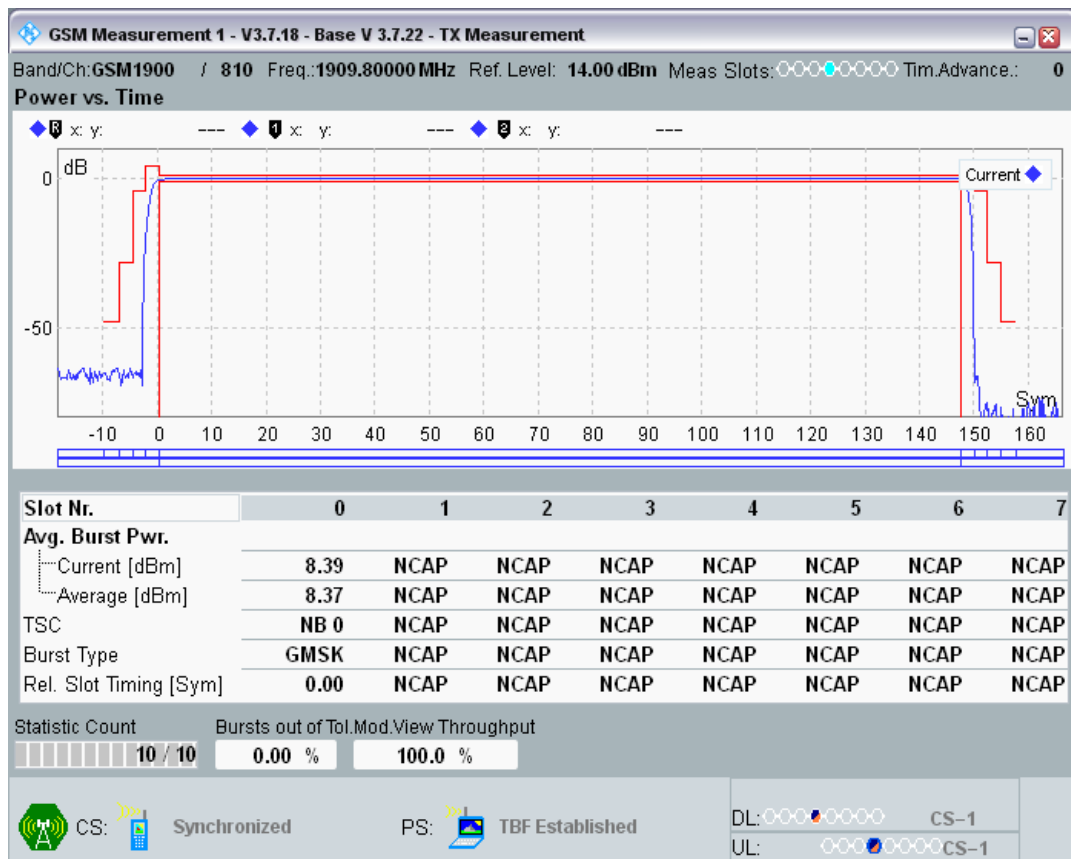 GSM Measurement 1 - V3.7.18 - Base V 3.7.22 - TX Measurement
Band/Ch:GSM1900 / 810 Freq.:1909.80000 MHz Ref. Level: 14.00 dBm Meas Slots: Tim.Advance.: 0
Power vs. Time
R x: y: --- 1 x: y: --- 2 x: y: ---
dB
0
Current
-50
Sym
-10 0 10 20 30 40 50 60 70 80 90 100 110 120 130 140 150 160
Slot Nr. 0 1 2 3 4 5 6 7
Avg. Burst Pwr.
Current [dBm] 8.39 NCAP NCAP NCAP NCAP NCAP NCAP NCAP
Average [dBm] 8.37 NCAP NCAP NCAP NCAP NCAP NCAP NCAP
TSC NB 0 NCAP NCAP NCAP NCAP NCAP NCAP NCAP
Burst Type GMSK NCAP NCAP NCAP NCAP NCAP NCAP NCAP
Rel. Slot Timing [Sym] 0.00 NCAP NCAP NCAP NCAP NCAP NCAP NCAP
Statistic Count Bursts out of Tol.Mod.View Throughput
10 / 10 0.00 % 100.0 %
CS: Synchronized PS: TBF Established
DL: CS-1
UL: CS-1